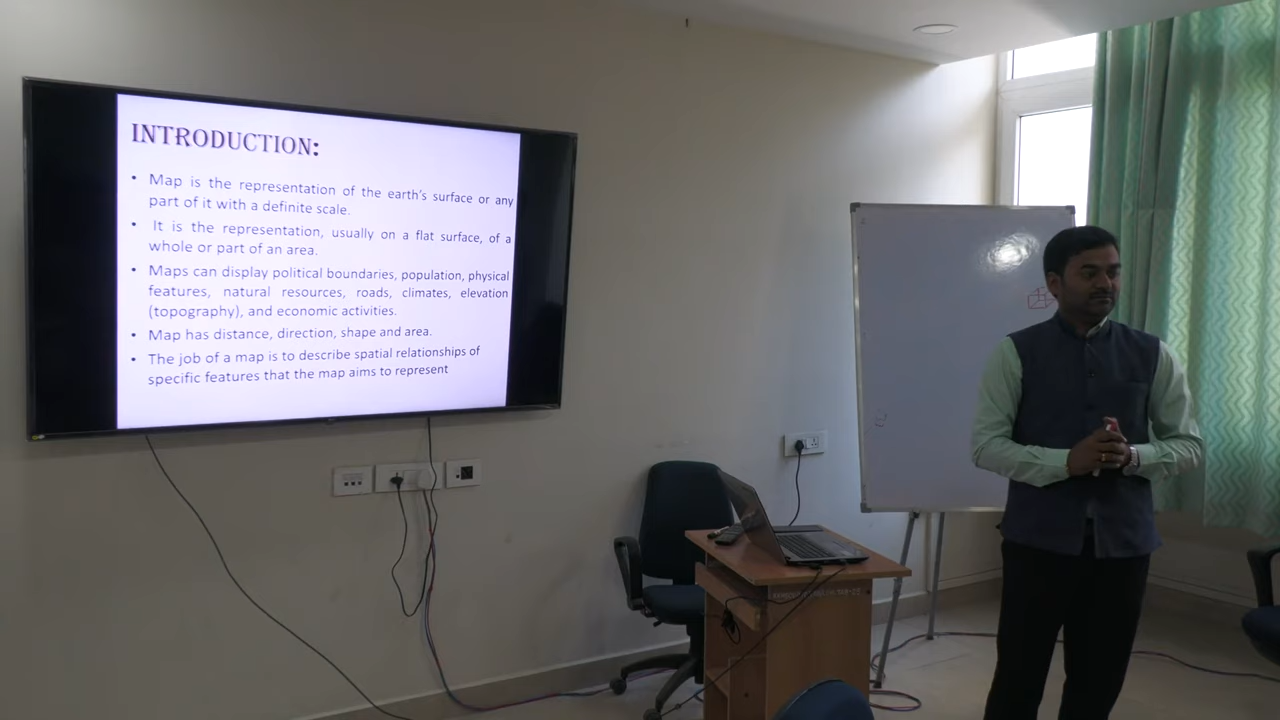 INTRODUCTION:
• Map is the representation of the earth's surface or any
part of it with a definite scale.
• It is the representation, usually on a flat surface, of a
whole or part of an area.
• Maps can display political boundaries, population, physical
features, natural resources, roads, climates, elevation
(topography), and economic activities.
• Map has distance, direction, shape and area.
• The job of a map is to describe spatial relationships of
specific features that the map aims to represent